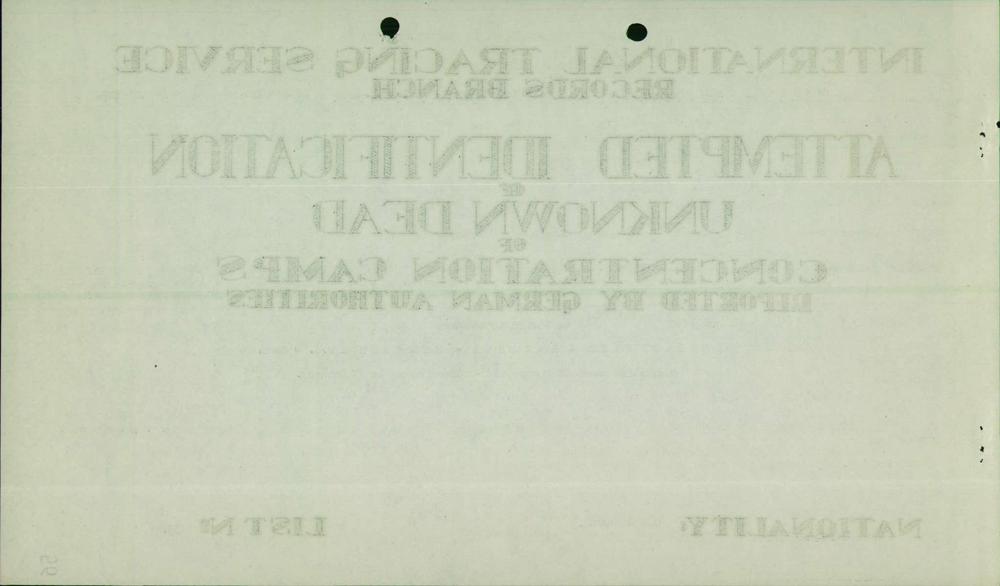 INTERNATIONAL TRACING SERVICE
RECORDS BRANCH
ATTEMPTED IDENTIFICATION
OF
UNKNOWN DEAD
OF
CONCENTRATION CAMPS
REPORTED BY GERMAN AUTHORITIES
NATIONALITY: LIST Nº
56